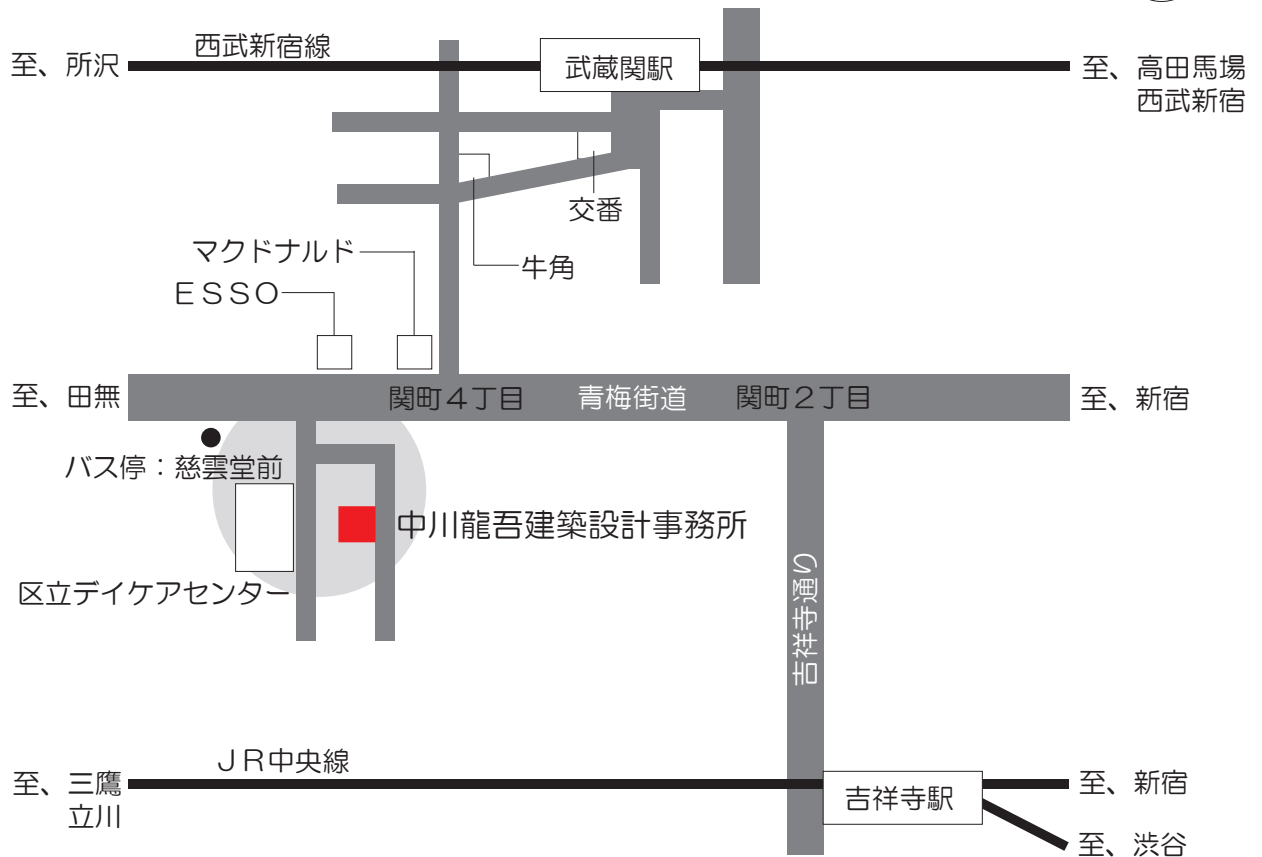 西武新宿線
至、所沢
武蔵関駅
至、高田馬場
西武新宿
交番
マクドナルド
牛角
ＥＳＳＯ
至、田無
関町４丁目
青梅街道
関町２丁目
至、新宿
バス停：慈雲堂前
中川龍吾建築設計事務所
区立デイケアセンター
吉祥寺通り
ＪＲ中央線
至、三鷹
立川
吉祥寺駅
至、新宿
至、渋谷